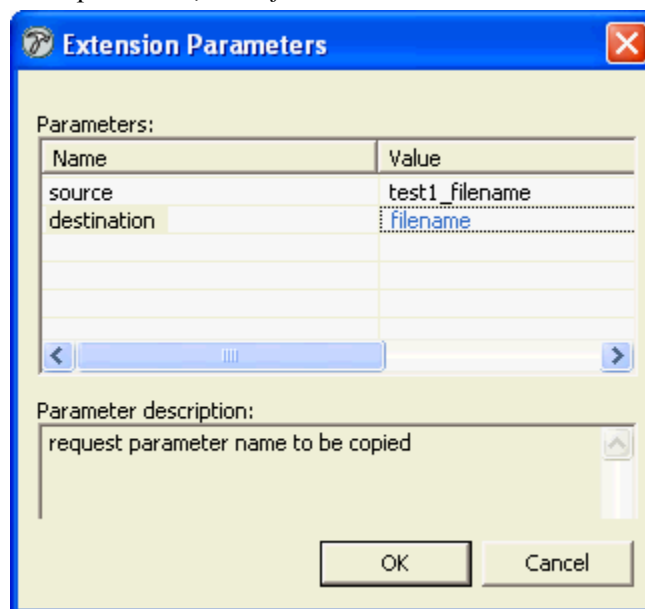 Extension Parameters
Parameters:
Name Value
source test1_filename
destination filename
Parameter description:
request parameter name to be copied
OK Cancel